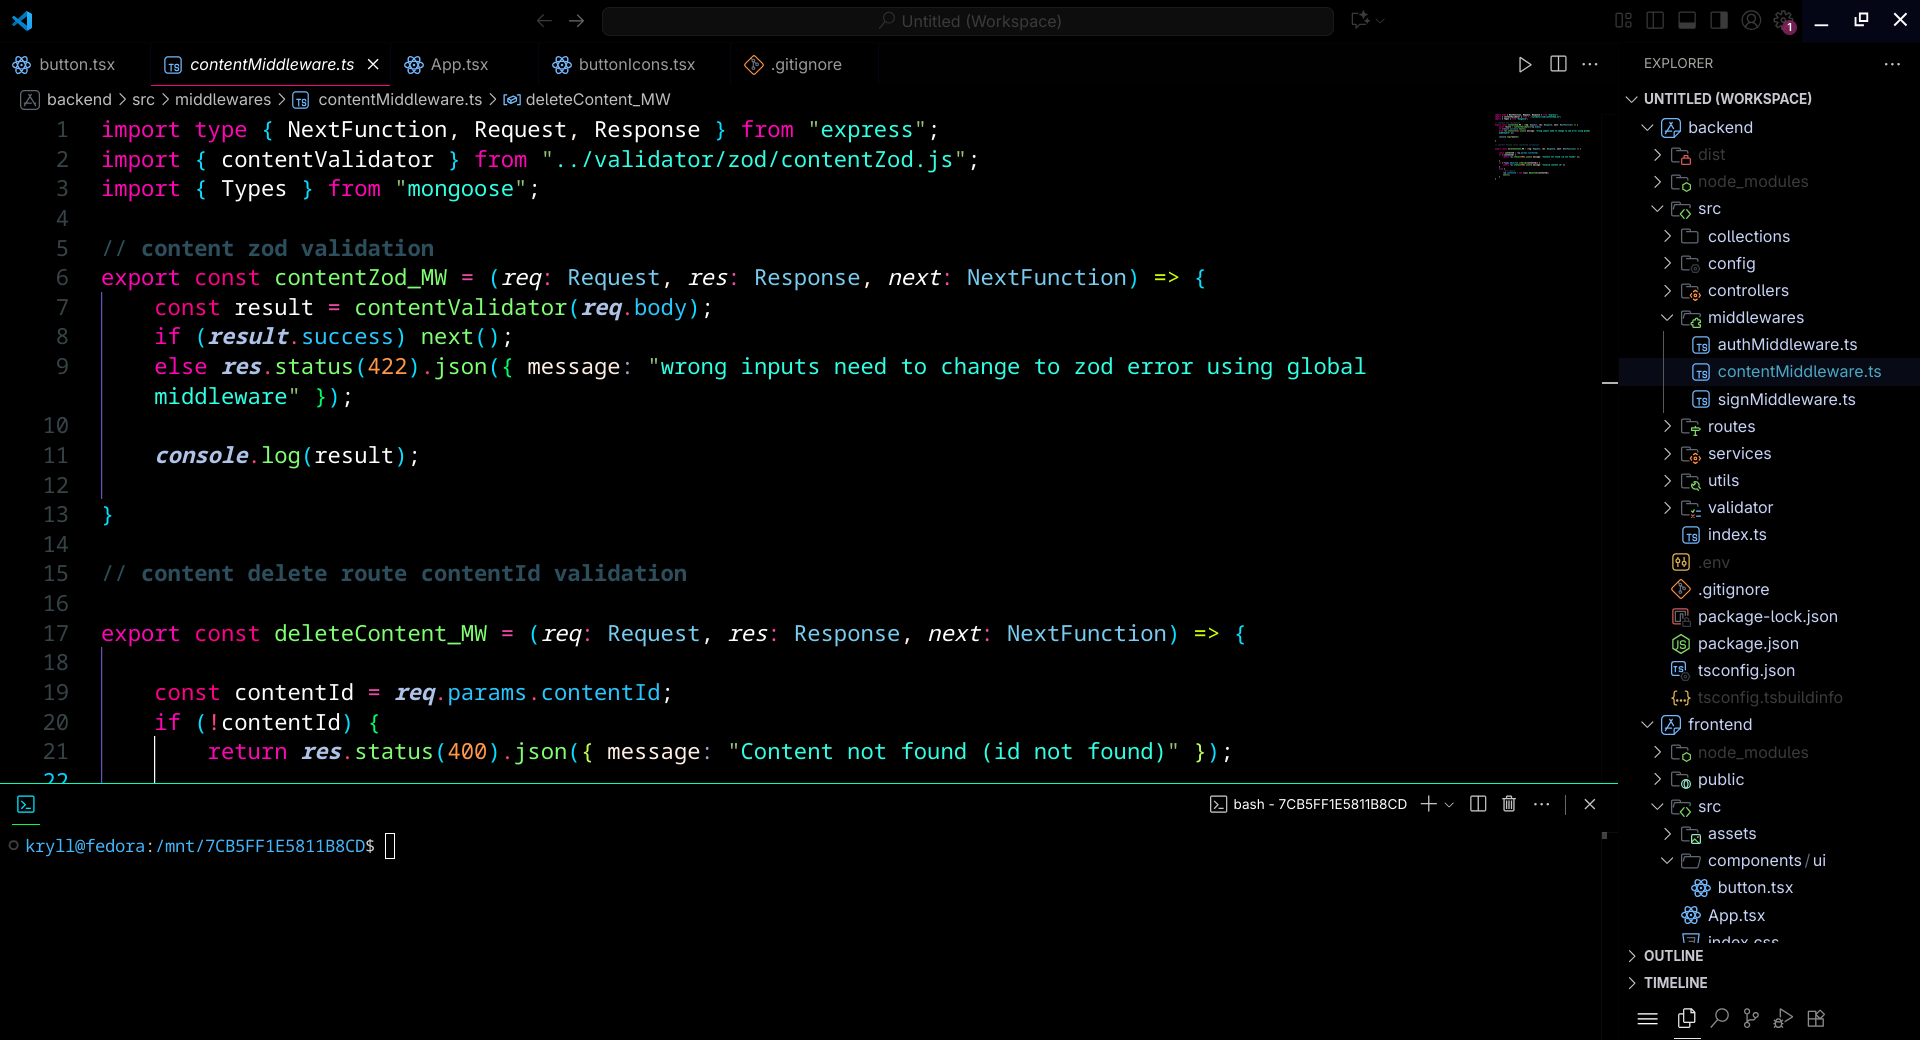 Untitled (Workspace)
1
button.tsx
contentMiddleware.ts
App.tsx
buttonIcons.tsx
.gitignore
backend > src > middlewares > contentMiddleware.ts > deleteContent_MW
1 import type { NextFunction, Request, Response } from "express";
2 import { contentValidator } from "../validator/zod/contentZod.js";
3 import { Types } from "mongoose";
4
5 // content zod validation
6 export const contentZod_MW = (req: Request, res: Response, next: NextFunction) => {
7 const result = contentValidator(req.body);
8 if (result.success) next();
9 else res.status(422).json({ message: "wrong inputs need to change to zod error using global
middleware" });
10
11 console.log(result);
12
13 }
14
15 // content delete route contentId validation
16
17 export const deleteContent_MW = (req: Request, res: Response, next: NextFunction) => {
18
19 const contentId = req.params.contentId;
20 if (!contentId) {
21 return res.status(400).json({ message: "Content not found (id not found)" });
22
bash - 7CB5FF1E5811B8CD
kryll@fedora:/mnt/7CB5FF1E5811B8CD$
EXPLORER
UNTITLED (WORKSPACE)
backend
dist
node_modules
src
collections
config
controllers
middlewares
authMiddleware.ts
contentMiddleware.ts
signMiddleware.ts
routes
services
utils
validator
index.ts
.env
.gitignore
package-lock.json
package.json
tsconfig.json
tsconfig.tsbuildinfo
frontend
node_modules
public
src
assets
components/ui
button.tsx
App.tsx
index.css
OUTLINE
TIMELINE